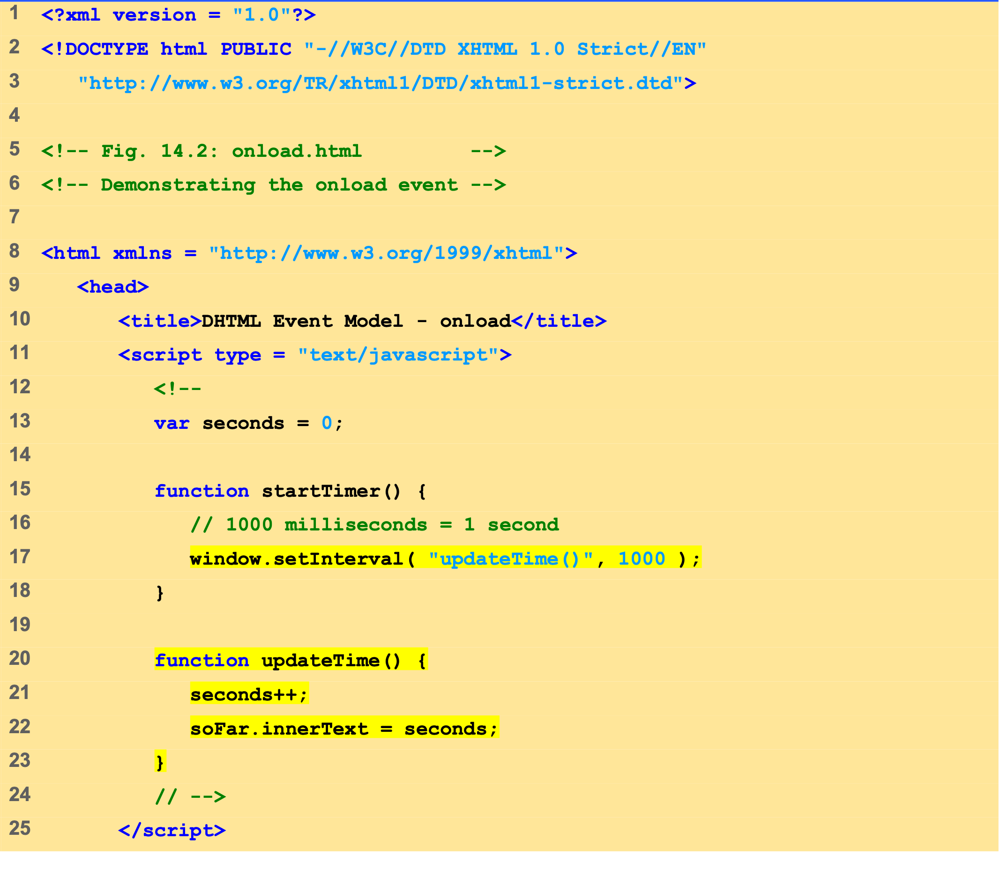 1 <?xml version = "1.0"?>
2 <!DOCTYPE html PUBLIC "-//W3C//DTD XHTML 1.0 Strict//EN"
3    "http://www.w3.org/TR/xhtml1/DTD/xhtml1-strict.dtd">
4
5 <!-- Fig. 14.2: onload.html         -->
6 <!-- Demonstrating the onload event -->
7
8 <html xmlns = "http://www.w3.org/1999/xhtml">
9    <head>
10       <title>DHTML Event Model - onload</title>
11       <script type = "text/javascript">
12          <!--
13          var seconds = 0;
14
15          function startTimer() {
16             // 1000 milliseconds = 1 second
17             window.setInterval( "updateTime()", 1000 );
18          }
19
20          function updateTime() {
21             seconds++;
22             soFar.innerText = seconds;
23          }
24          // -->
25       </script>